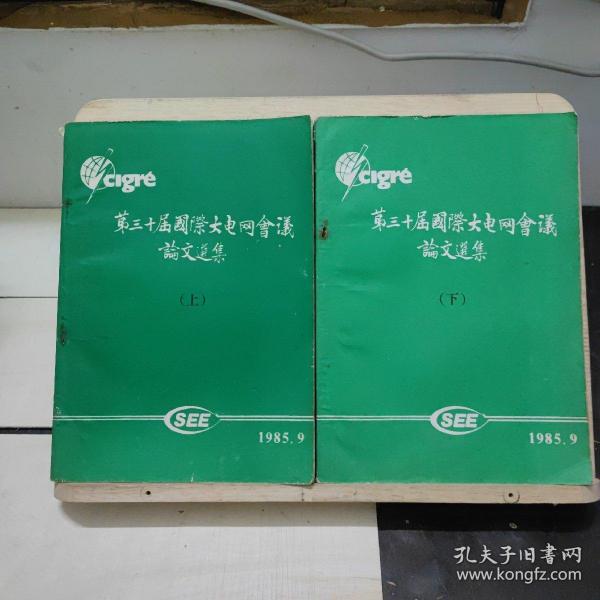 cigré
第三十届國際大电网會議
論文選集
(上)
SEE
1985.9
cigré
第三十届國際大电网會議
論文選集
(下)
SEE
1985.9
孔夫子旧书网
www.kongfz.com